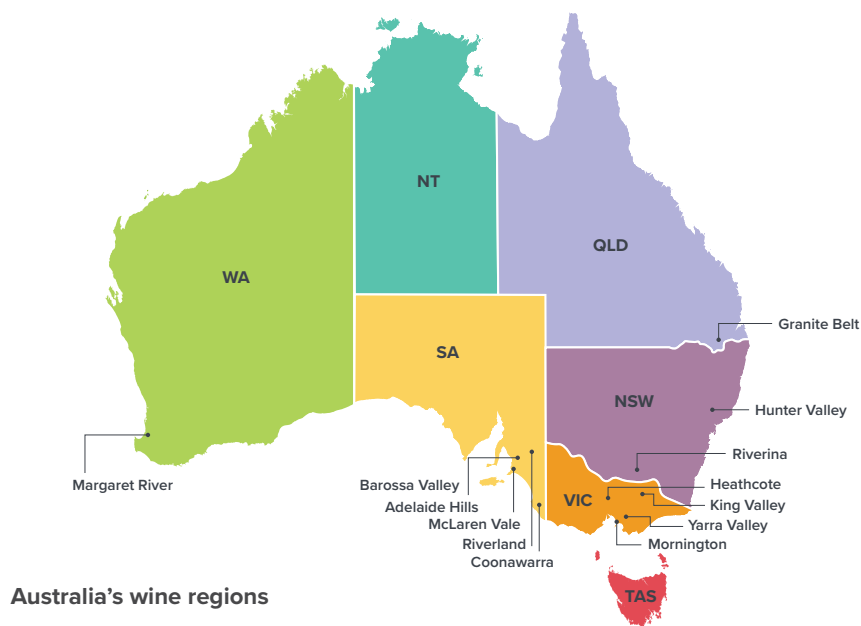 NT
QLD
WA
Granite Belt
SA
NSW
Hunter Valley
Riverina
Margaret River
Barossa Valley
Heathcote
VIC
Adelaide Hills
King Valley
McLaren Vale
Yarra Valley
Riverland
Mornington
Coonawarra
Australia’s wine regions
TAS